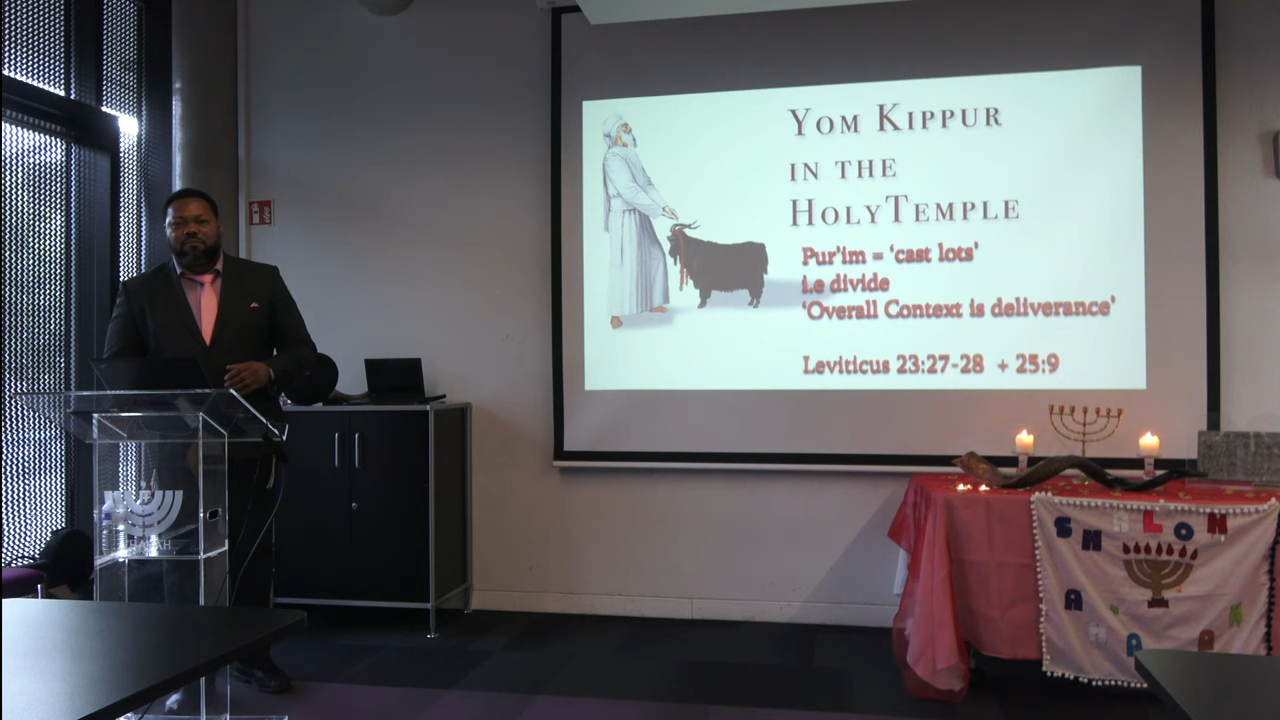 YOM KIPPUR
IN THE
HOLYTEMPLE
Pur'im = 'cast lots'
i.e divide
'Overall Context is deliverance'
Leviticus 23:27-28 + 25:9
SHALOM